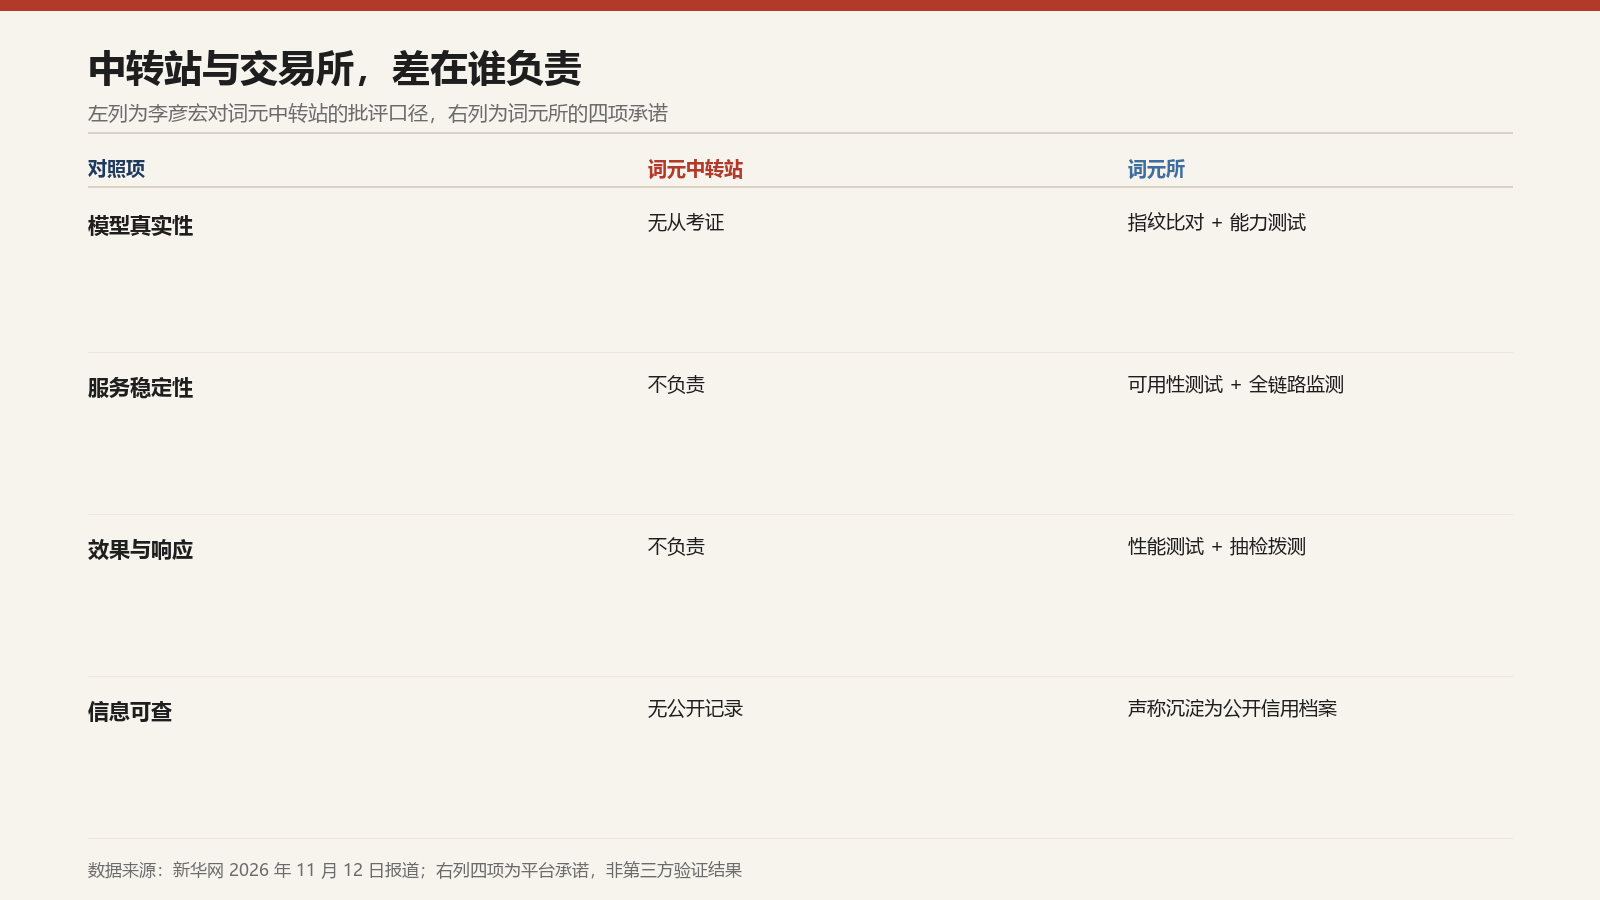 中转站与交易所，差在谁负责
左列为李彦宏对词元中转站的批评口径，右列为词元所的四项承诺
对照项 词元中转站 词元所
模型真实性 无从考证 指纹比对 + 能力测试
服务稳定性 不负责 可用性测试 + 全链路监测
效果与响应 不负责 性能测试 + 抽检拨测
信息可查 无公开记录 声称沉淀为公开信用档案
数据来源：新华网 2026 年 11 月 12 日报道；右列四项为平台承诺，非第三方验证结果